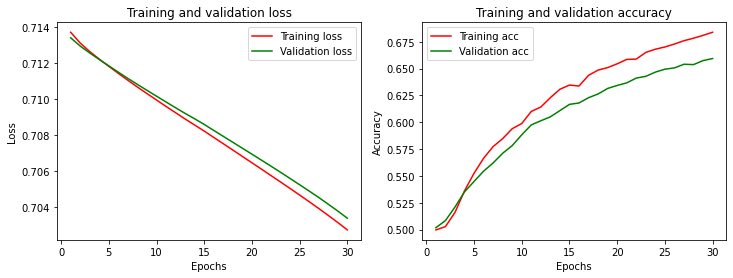 Training and validation loss
0.714
0.712
0.710
0.708
0.706
0.704
Loss
Training loss
Validation loss
0 5 10 15 20 25 30
Epochs
Training and validation accuracy
0.675
0.650
0.625
0.600
0.575
0.550
0.525
0.500
Accuracy
Training acc
Validation acc
0 5 10 15 20 25 30
Epochs